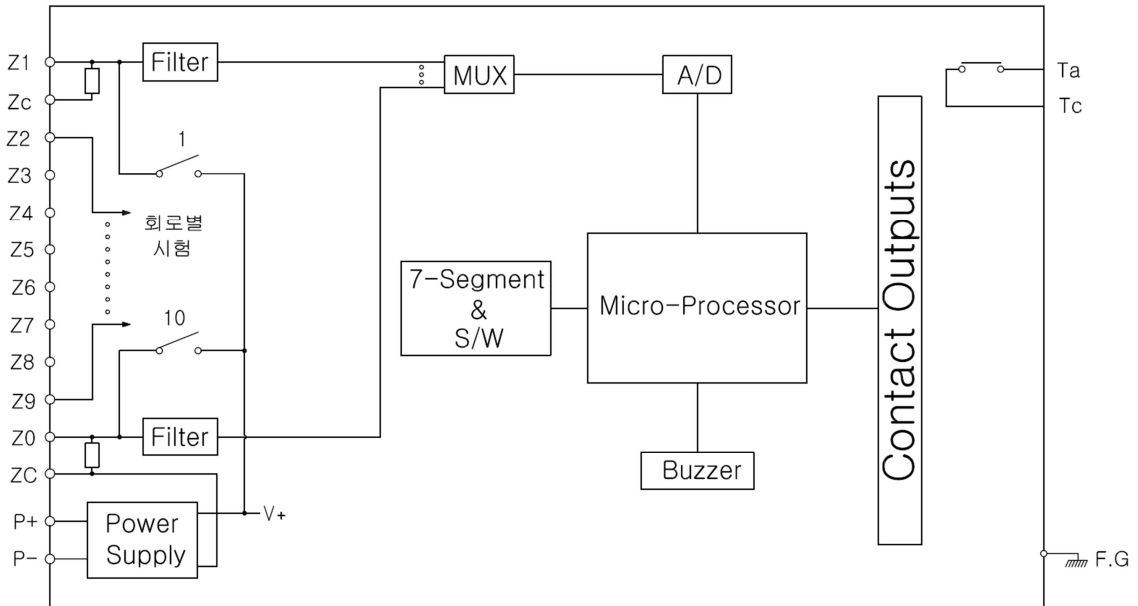 Z1
Zc
Z2
Z3
Z4
Z5
Z6
Z7
Z8
Z9
Z0
ZC
P+
P-
Filter
1
회로별
시험
10
Filter
Power
Supply
V+
MUX
A/D
7-Segment
&
S/W
Micro-Processor
Buzzer
Contact Outputs
Ta
Tc
F.G